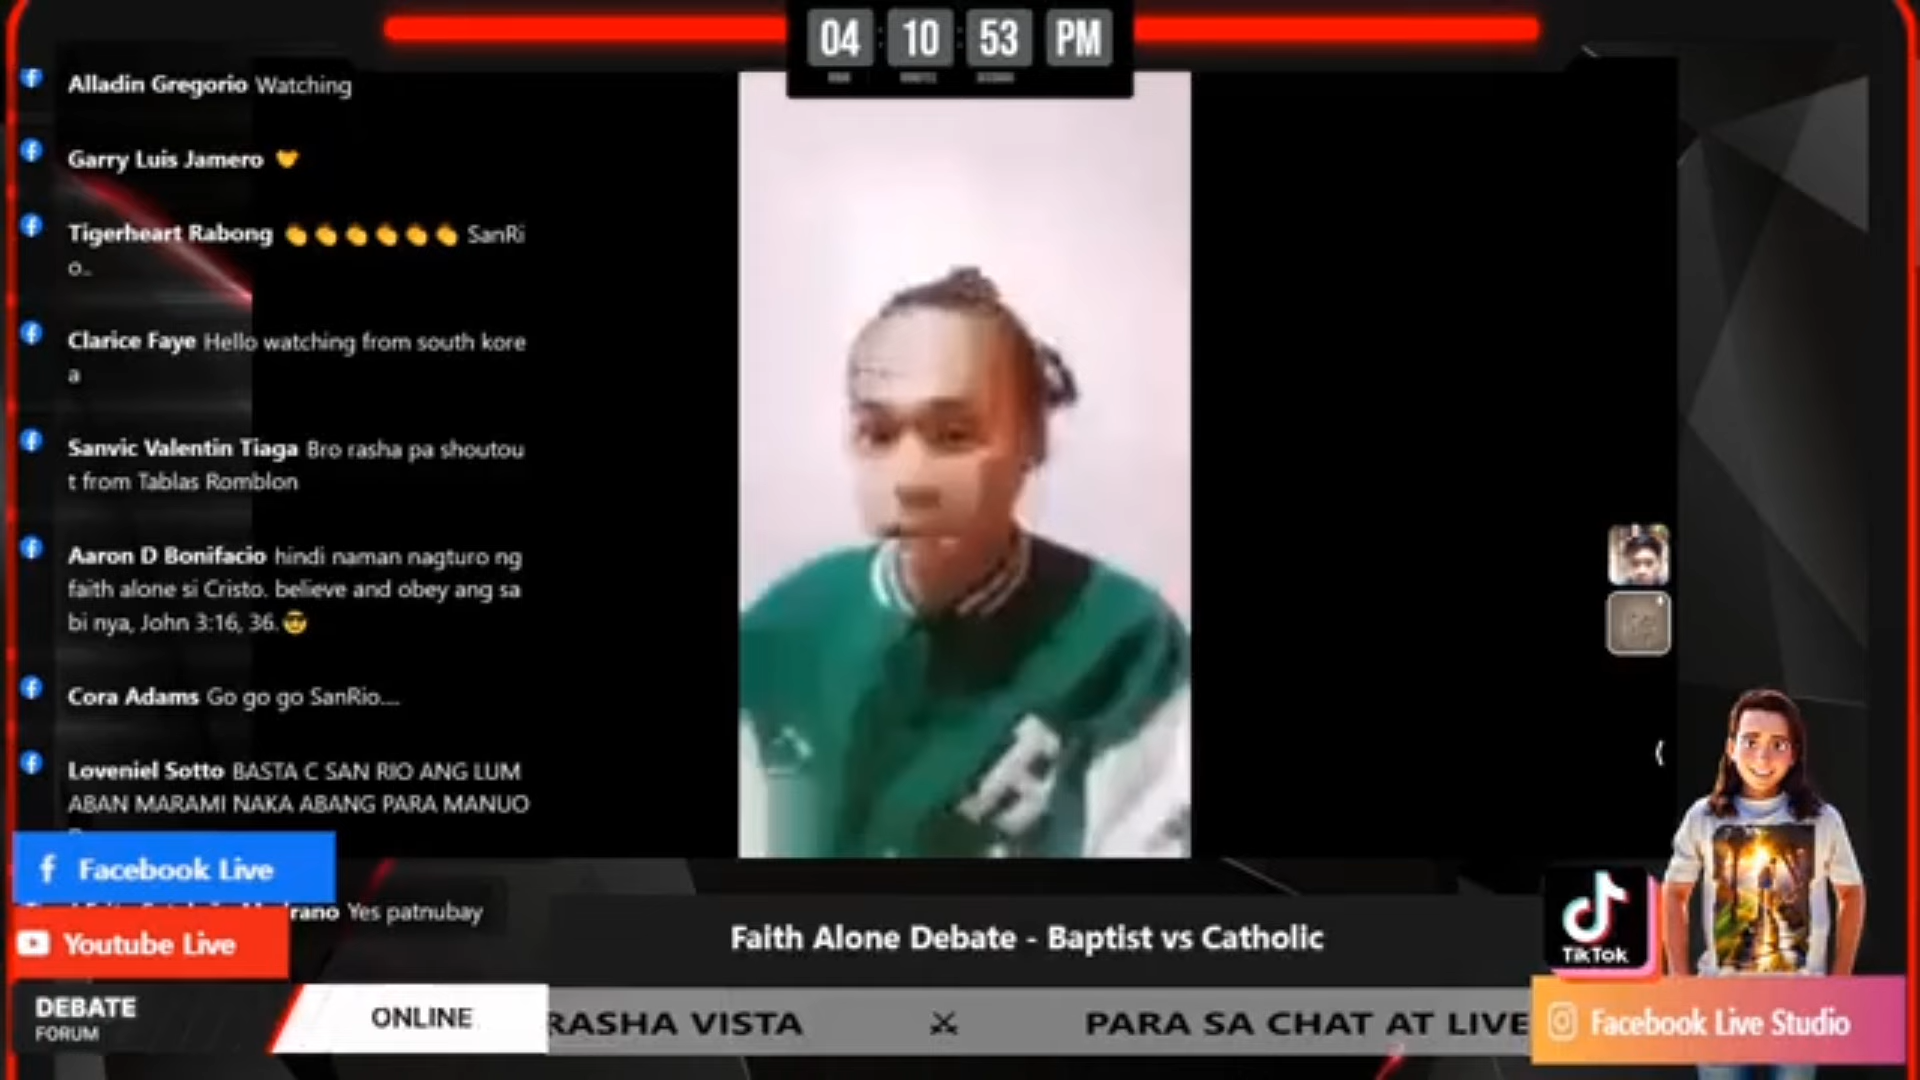 04 : 10 : 53 PM
Alladin Gregorio Watching
Garry Luis Jamero 💛
Tigerheart Rabong 👏👏👏👏👏👏 SanRi
o..
Clarice Faye Hello watching from south kore
a
Sanvic Valentin Tiaga Bro rasha pa shoutou
t from Tablas Romblon
Aaron D Bonifacio hindi naman nagturo ng
faith alone si Cristo. believe and obey ang sa
bi nya, John 3:16, 36.😎
Cora Adams Go go go SanRio....
Loveniel Sotto BASTA C SAN RIO ANG LUM
ABAN MARAMI NAKA ABANG PARA MANUO
Facebook Live
Yes patnubay
Youtube Live
Faith Alone Debate - Baptist vs Catholic
TikTok
DEBATE
FORUM
ONLINE
RASHA VISTA ⚔ PARA SA CHAT AT LIVE
Facebook Live Studio